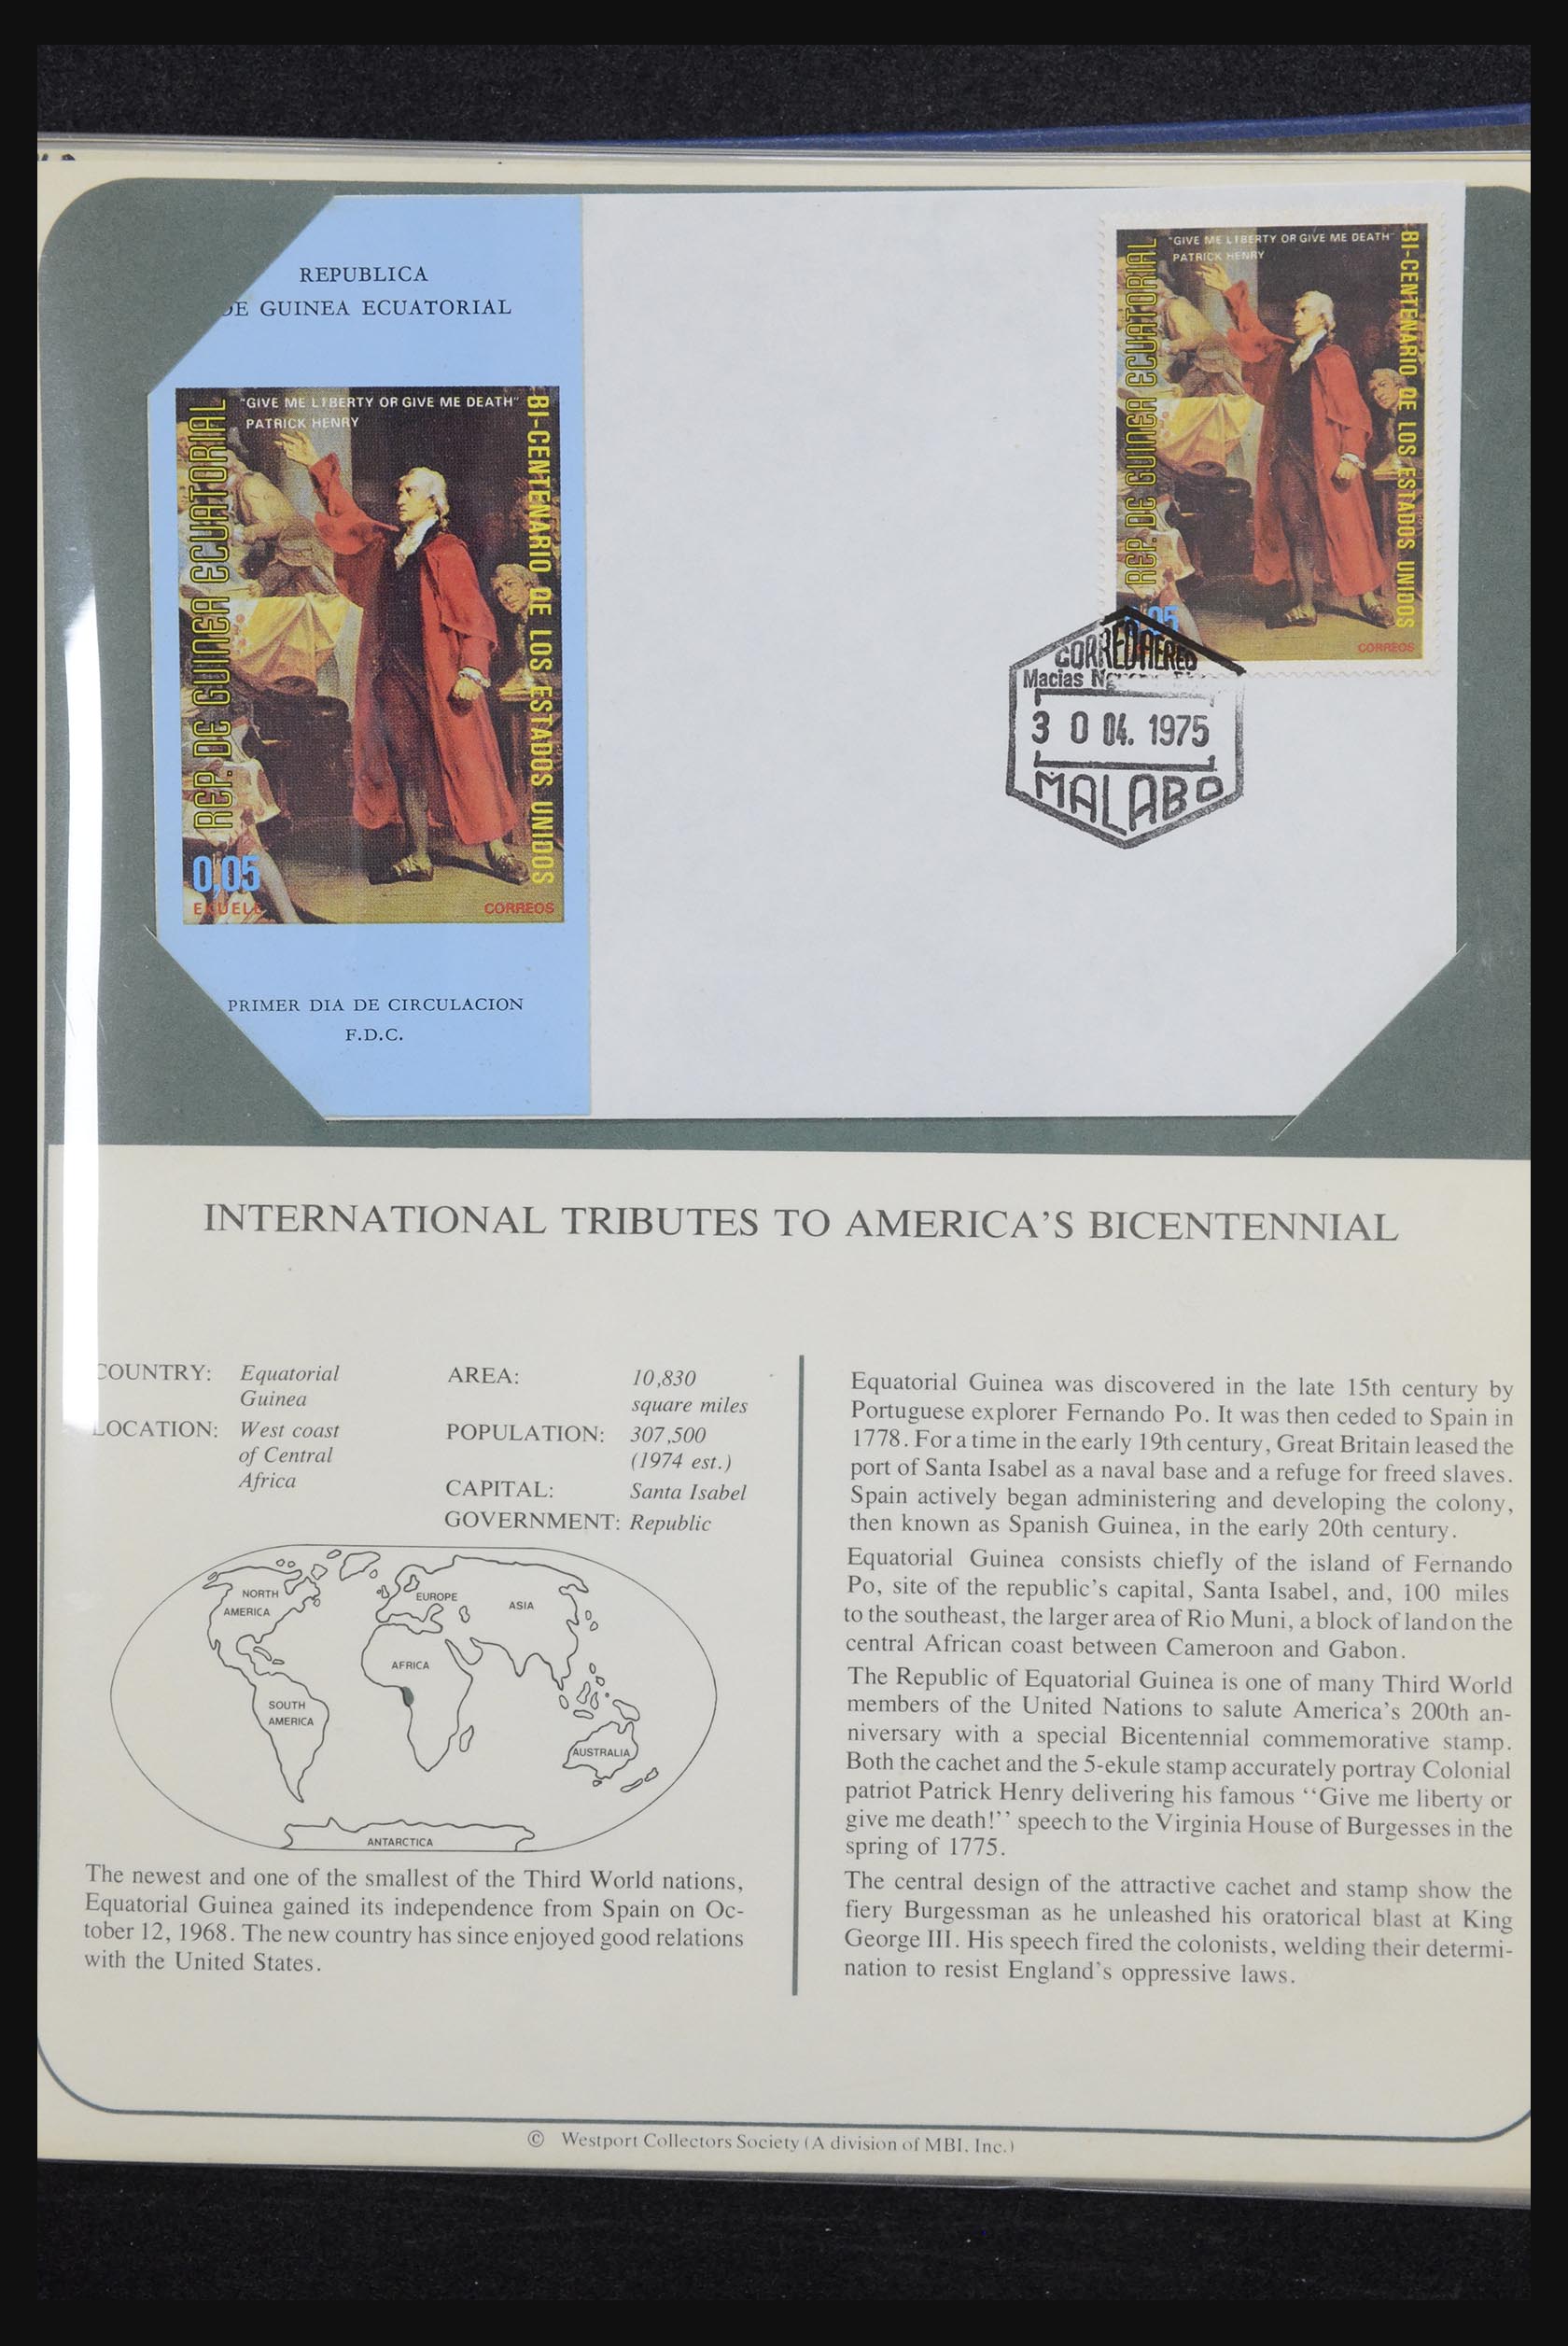 REPUBLICA
DE GUINEA ECUATORIAL
"GIVE ME LIBERTY OR GIVE ME DEATH"
PATRICK HENRY
REP. DE GUINEA ECUATORIAL
BI-CENTENARIO DE LOS ESTADOS UNIDOS
0,05
EKUELE
CORREOS
PRIMER DIA DE CIRCULACION
F.D.C.
"GIVE ME LIBERTY OR GIVE ME DEATH"
PATRICK HENRY
REP. DE GUINEA ECUATORIAL
BI-CENTENARIO DE LOS ESTADOS UNIDOS
0,05
CORREOS
CORREO AEREO
Macias
30 04. 1975
MALABO
INTERNATIONAL TRIBUTES TO AMERICA'S BICENTENNIAL
COUNTRY: Equatorial
Guinea
LOCATION: West coast
of Central
Africa
AREA: 10,830
square miles
POPULATION: 307,500
(1974 est.)
CAPITAL: Santa Isabel
GOVERNMENT: Republic
NORTH
AMERICA
EUROPE
ASIA
AFRICA
SOUTH
AMERICA
AUSTRALIA
ANTARCTICA
The newest and one of the smallest of the Third World nations,
Equatorial Guinea gained its independence from Spain on Oc-
tober 12, 1968. The new country has since enjoyed good relations
with the United States.
Equatorial Guinea was discovered in the late 15th century by
Portuguese explorer Fernando Po. It was then ceded to Spain in
1778. For a time in the early 19th century, Great Britain leased the
port of Santa Isabel as a naval base and a refuge for freed slaves.
Spain actively began administering and developing the colony,
then known as Spanish Guinea, in the early 20th century.
Equatorial Guinea consists chiefly of the island of Fernando
Po, site of the republic's capital, Santa Isabel, and, 100 miles
to the southeast, the larger area of Rio Muni, a block of land on the
central African coast between Cameroon and Gabon.
The Republic of Equatorial Guinea is one of many Third World
members of the United Nations to salute America's 200th an-
niversary with a special Bicentennial commemorative stamp.
Both the cachet and the 5-ekule stamp accurately portray Colonial
patriot Patrick Henry delivering his famous "Give me liberty or
give me death!" speech to the Virginia House of Burgesses in the
spring of 1775.
The central design of the attractive cachet and stamp show the
fiery Burgessman as he unleashed his oratorical blast at King
George III. His speech fired the colonists, welding their determi-
nation to resist England's oppressive laws.
© Westport Collectors Society (A division of MBI, Inc.)